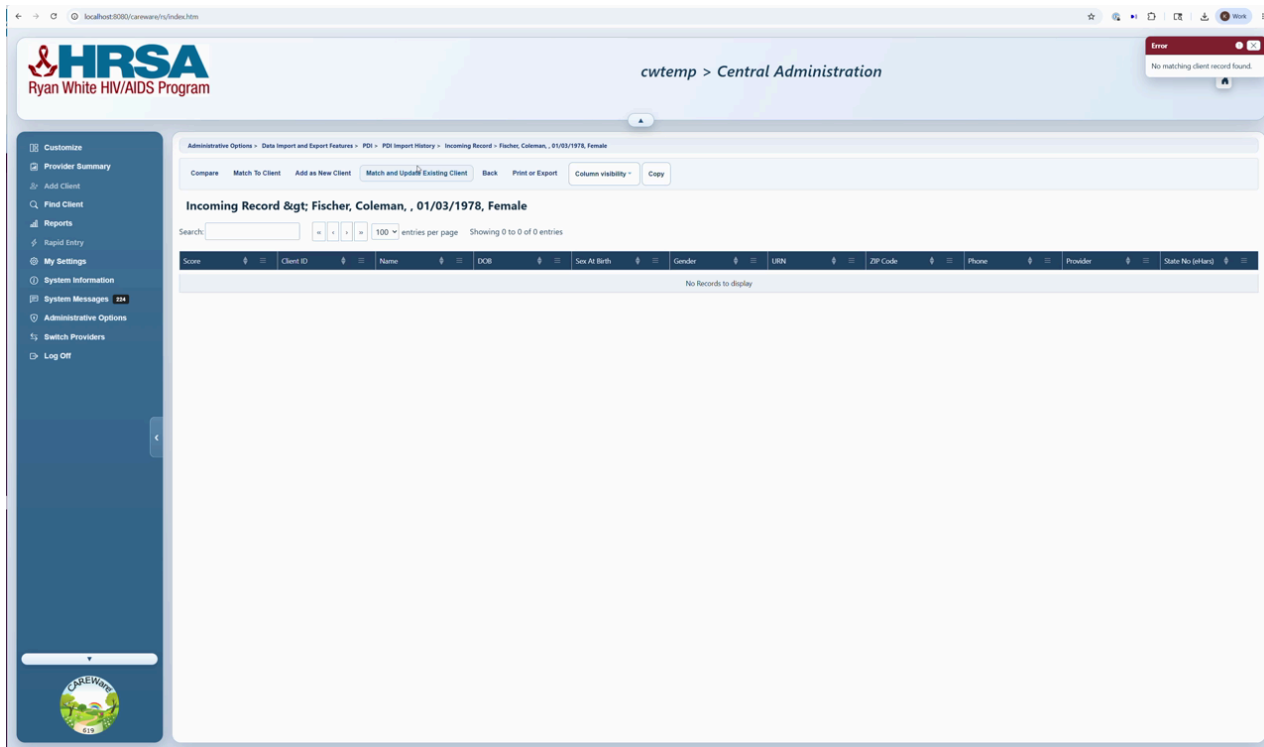 localhost:8080/careware/rs/index.htm
Work
HRSA
Ryan White HIV/AIDS Program
cwtemp > Central Administration
Error
No matching client record found.
Customize
Provider Summary
Add Client
Find Client
Reports
Rapid Entry
My Settings
System Information
System Messages 224
Administrative Options
Switch Providers
Log Off
CAREWare
619
Administrative Options > Data Import and Export Features > PDI > PDI Import History > Incoming Record > Fischer, Coleman, , 01/03/1978, Female
Compare Match To Client Add as New Client Match and Update Existing Client Back Print or Export Column visibility Copy
Incoming Record &gt; Fischer, Coleman, , 01/03/1978, Female
Search: « ‹ › » 100 entries per page Showing 0 to 0 of 0 entries
Score Client ID Name DOB Sex At Birth Gender URN ZIP Code Phone Provider State No (eHars)
No Records to display